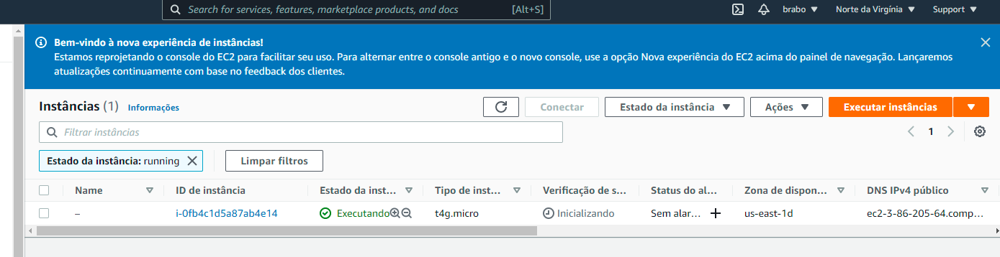 Search for services, features, marketplace products, and docs [Alt+S] brabo Norte da Virgínia Support
Bem-vindo à nova experiência de instâncias!
Estamos reprojetando o console do EC2 para facilitar seu uso. Para alternar entre o console antigo e o novo console, use a opção Nova experiência do EC2 acima do painel de navegação. Lançaremos
atualizações continuamente com base no feedback dos clientes.
Instâncias (1) Informações Conectar Estado da instância Ações Executar instâncias
Filtrar instâncias 1
Estado da instância: running Limpar filtros
Name ID de instância Estado da inst... Tipo de inst... Verificação de s... Status do al... Zona de dispon... DNS IPv4 público
– i-0fb4c1d5a87ab4e14 Executando t4g.micro Inicializando Sem alar... us-east-1d ec2-3-86-205-64.comp...